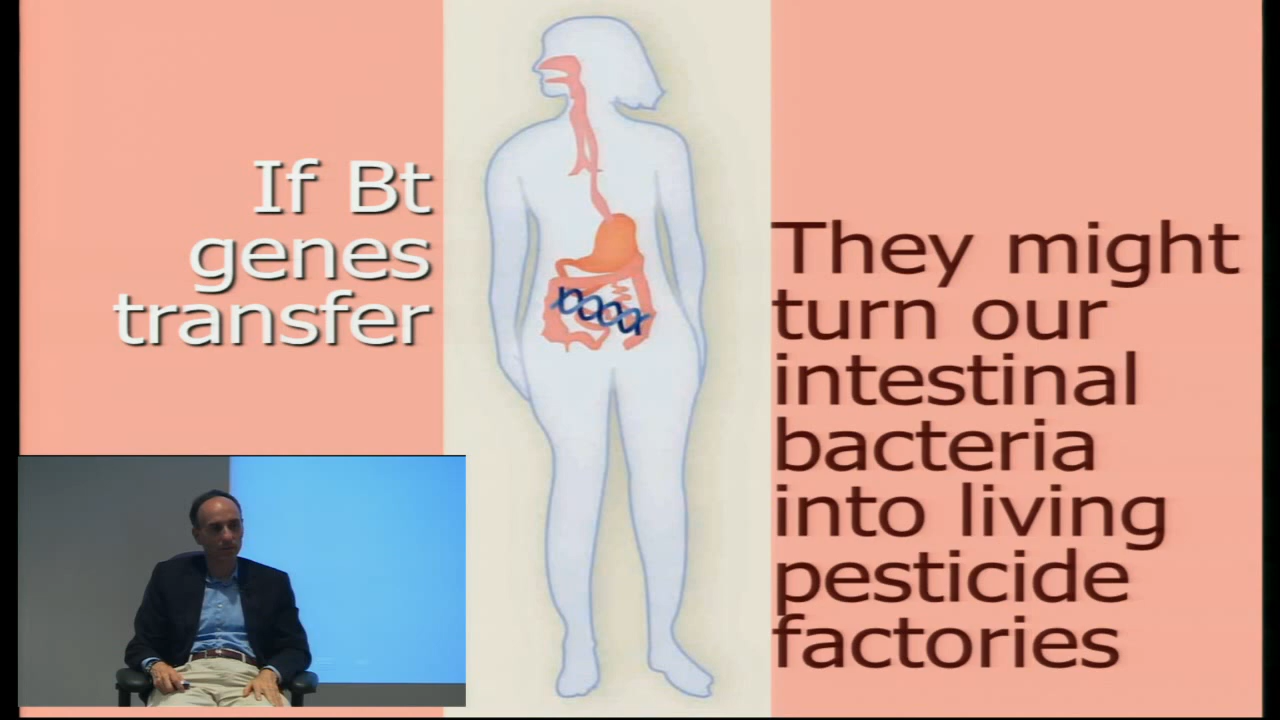 If Bt
genes
transfer
They might
turn our
intestinal
bacteria
into living
pesticide
factories